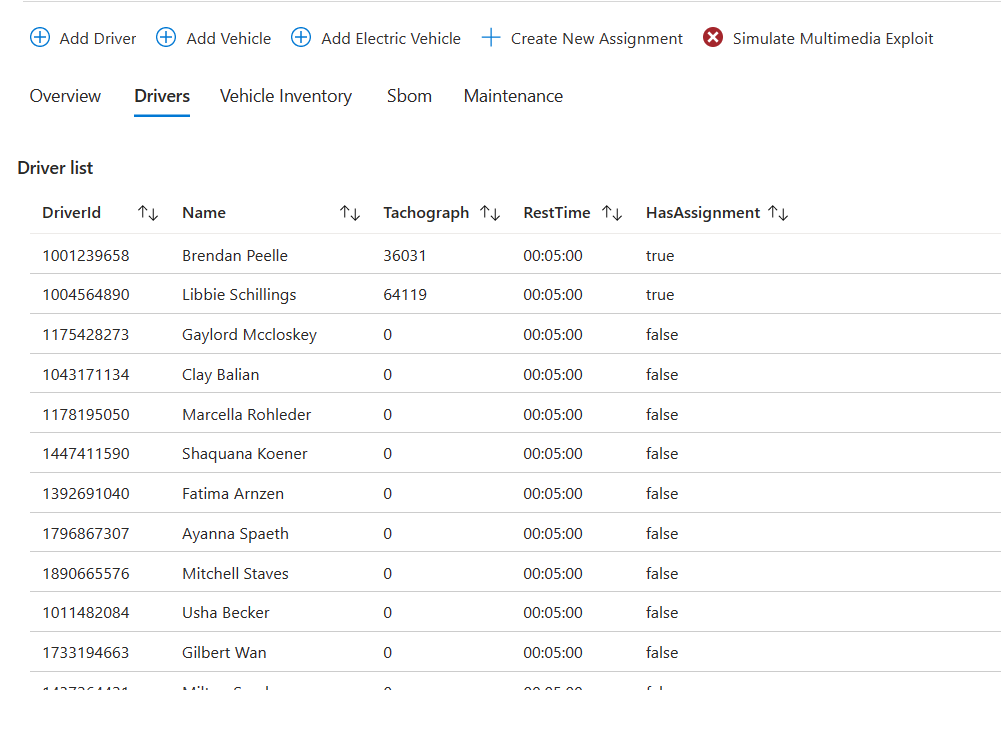 Add Driver Add Vehicle Add Electric Vehicle Create New Assignment Simulate Multimedia Exploit
Overview Drivers Vehicle Inventory Sbom Maintenance
Driver list
DriverId Name Tachograph RestTime HasAssignment
1001239658 Brendan Peelle 36031 00:05:00 true
1004564890 Libbie Schillings 64119 00:05:00 true
1175428273 Gaylord Mccloskey 0 00:05:00 false
1043171134 Clay Balian 0 00:05:00 false
1178195050 Marcella Rohleder 0 00:05:00 false
1447411590 Shaquana Koener 0 00:05:00 false
1392691040 Fatima Arnzen 0 00:05:00 false
1796867307 Ayanna Spaeth 0 00:05:00 false
1890665576 Mitchell Staves 0 00:05:00 false
1011482084 Usha Becker 0 00:05:00 false
1733194663 Gilbert Wan 0 00:05:00 false